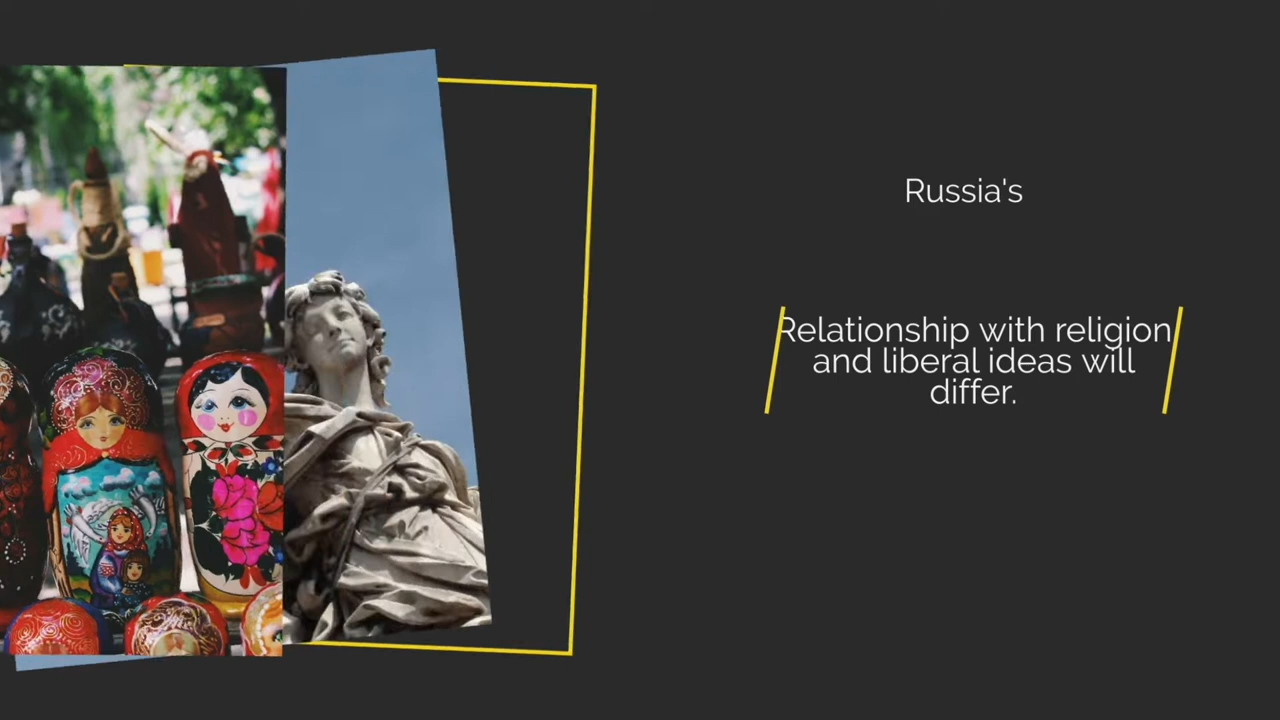 Russia's
Relationship with religion
and liberal ideas will
differ.